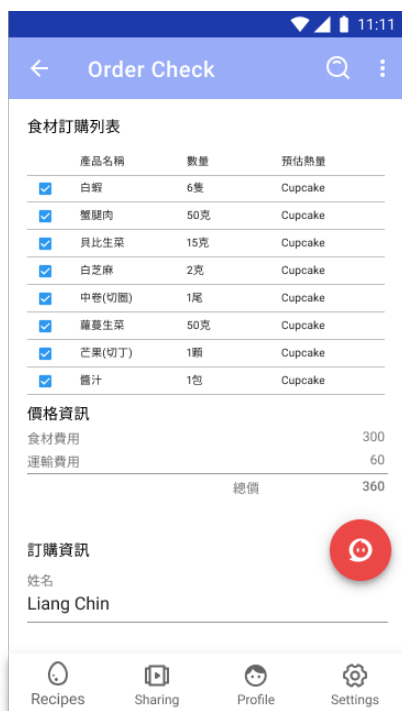 11:11
Order Check
食材訂購列表
產品名稱 數量 預估熱量
白蝦 6隻 Cupcake
蟹腿肉 50克 Cupcake
貝比生菜 15克 Cupcake
白芝麻 2克 Cupcake
中卷(切圈) 1尾 Cupcake
蘿蔓生菜 50克 Cupcake
芒果(切丁) 1顆 Cupcake
醬汁 1包 Cupcake
價格資訊
食材費用 300
運輸費用 60
總價 360
訂購資訊
姓名
Liang Chin
Recipes Sharing Profile Settings